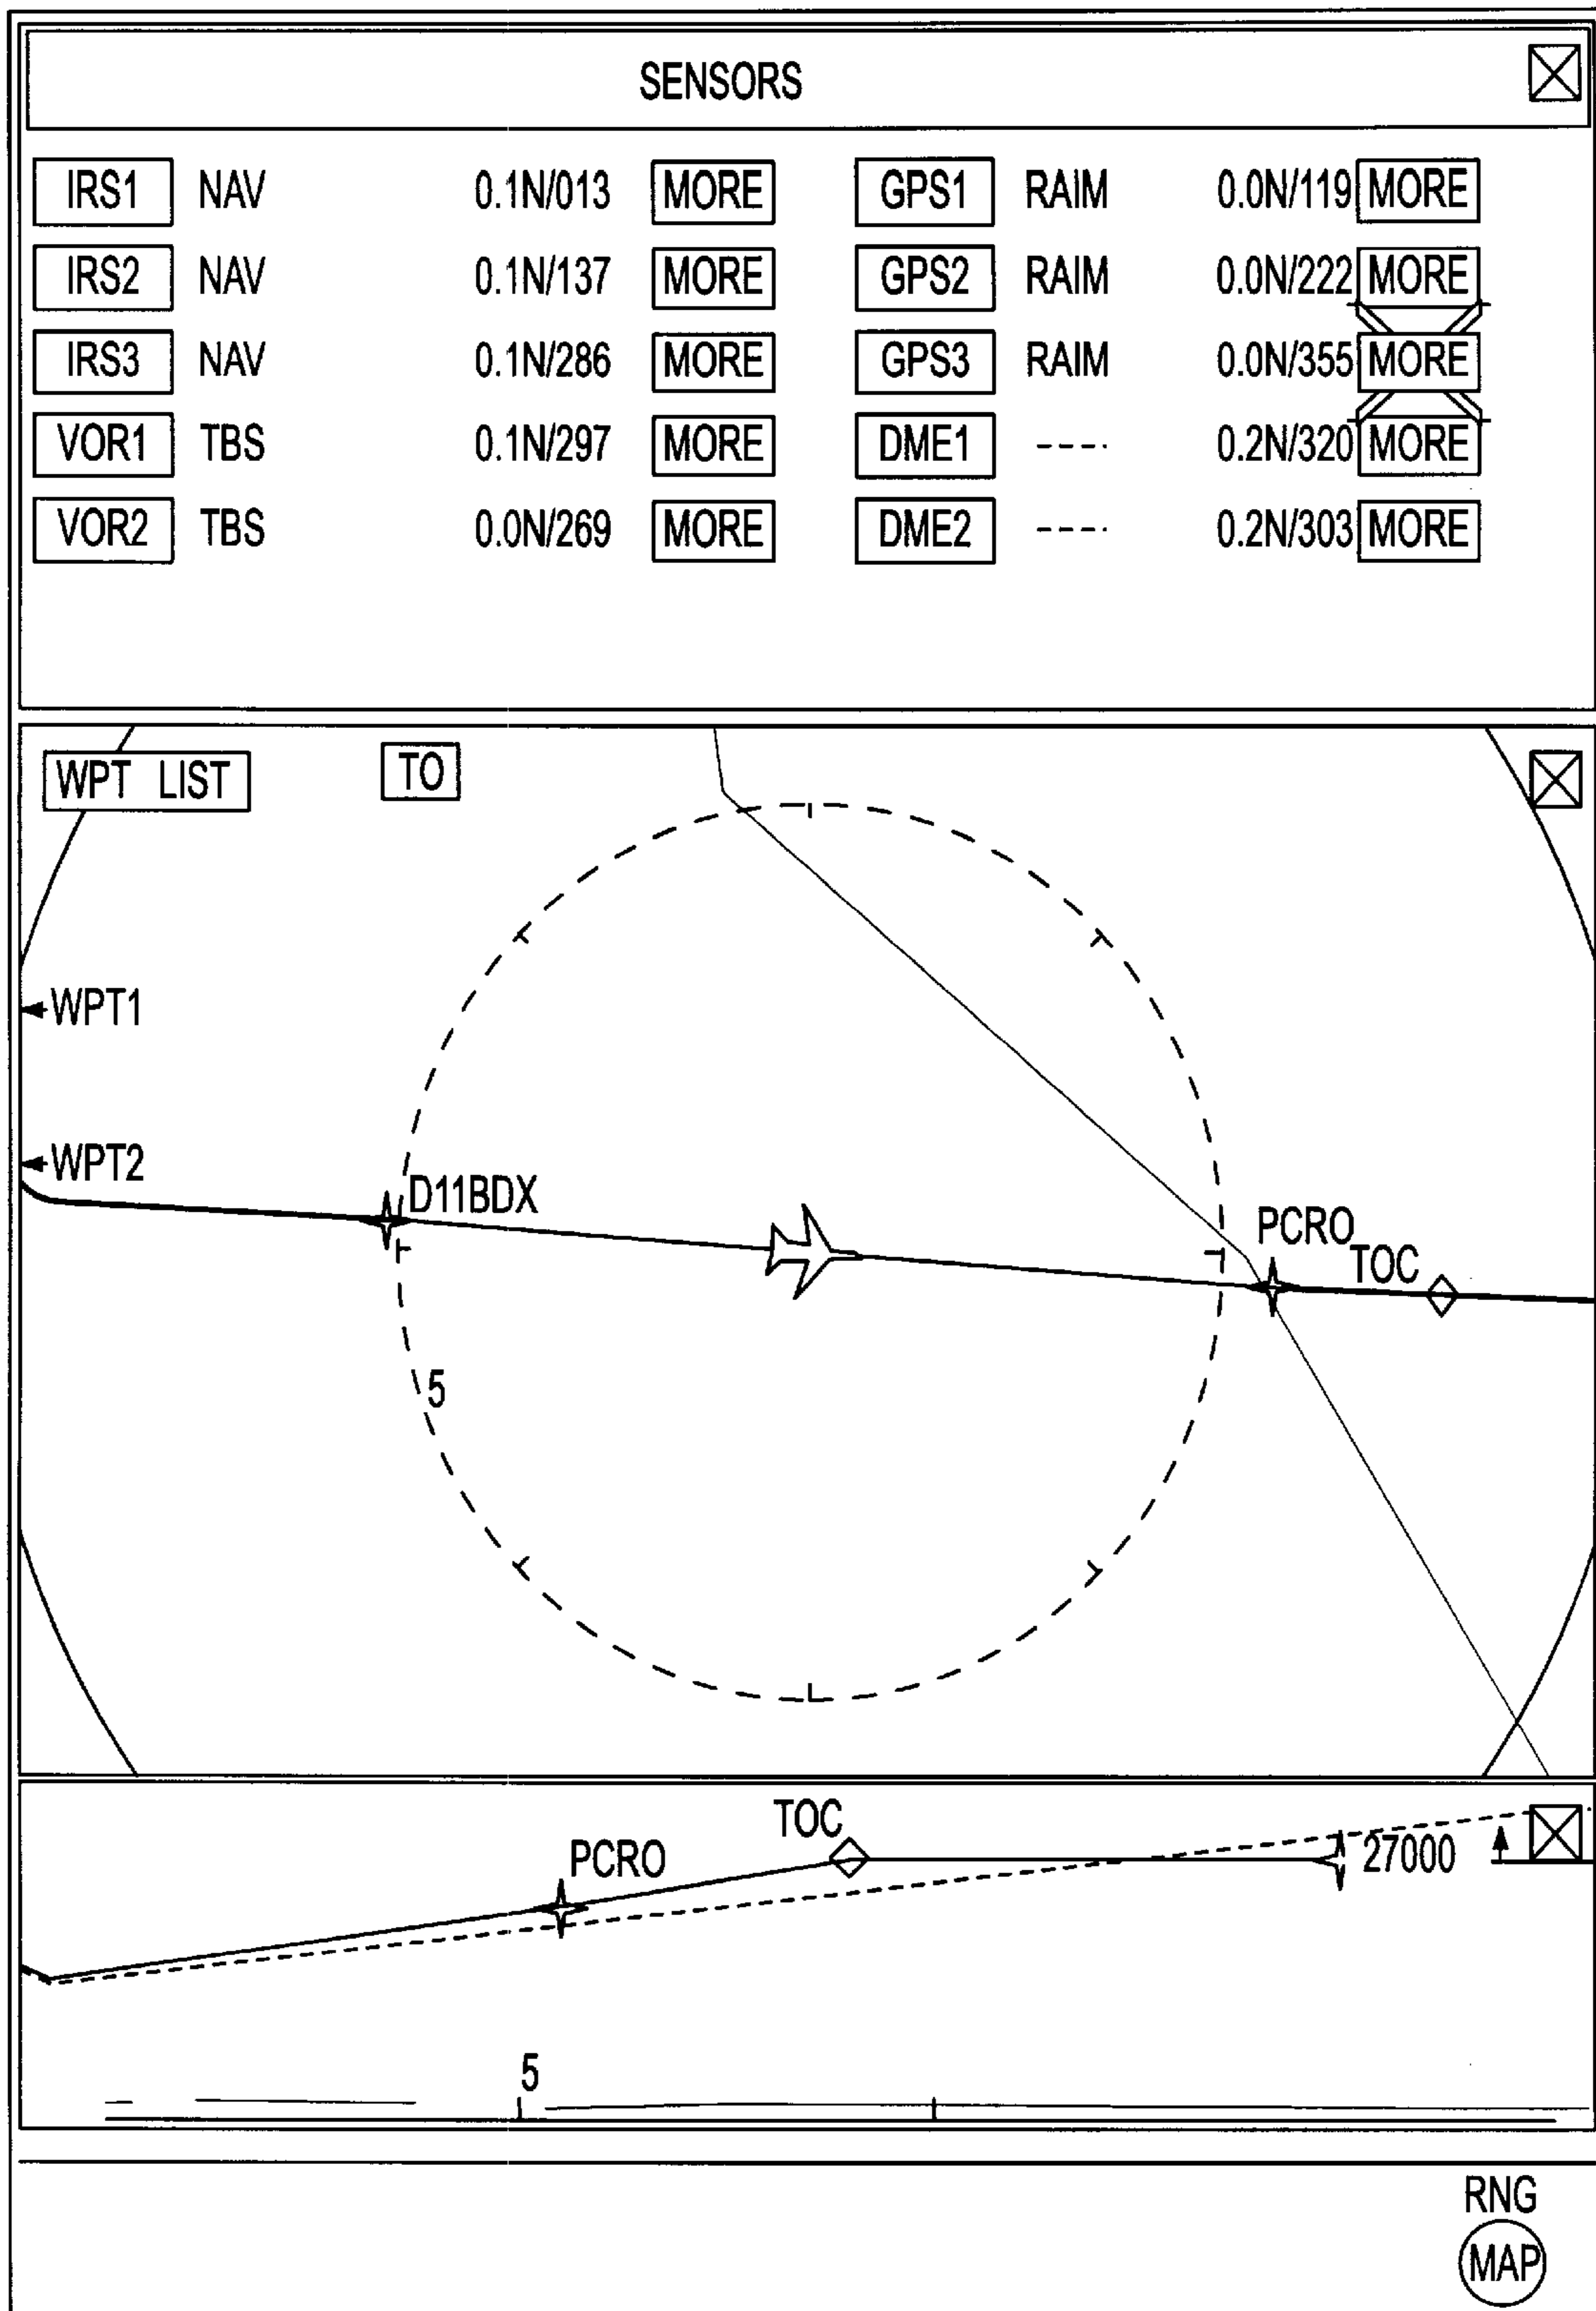 SENSORS
IRS1 NAV 0.1N/013 MORE GPS1 RAIM 0.0N/119 MORE
IRS2 NAV 0.1N/137 MORE GPS2 RAIM 0.0N/222 MORE
IRS3 NAV 0.1N/286 MORE GPS3 RAIM 0.0N/355 MORE
VOR1 TBS 0.1N/297 MORE DME1 ---- 0.2N/320 MORE
VOR2 TBS 0.0N/269 MORE DME2 ---- 0.2N/303 MORE
WPT LIST TO
WPT1
WPT2
D11BDX
PCRO
TOC
5
TOC
PCRO
27000
5
RNG
MAP